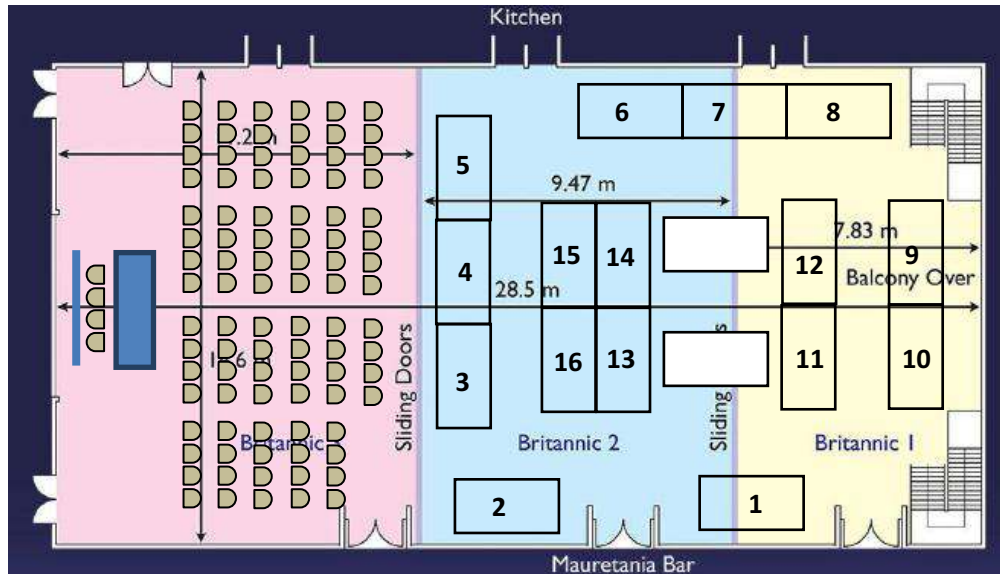 Kitchen
6
7
8
5
9.47 m
7.83 m
15
14
12
9
4
Balcony Over
28.5 m
Sliding Doors
3
16
13
11
10
Sliding
Britannic 2
Britannic 1
2
1
Mauretania Bar